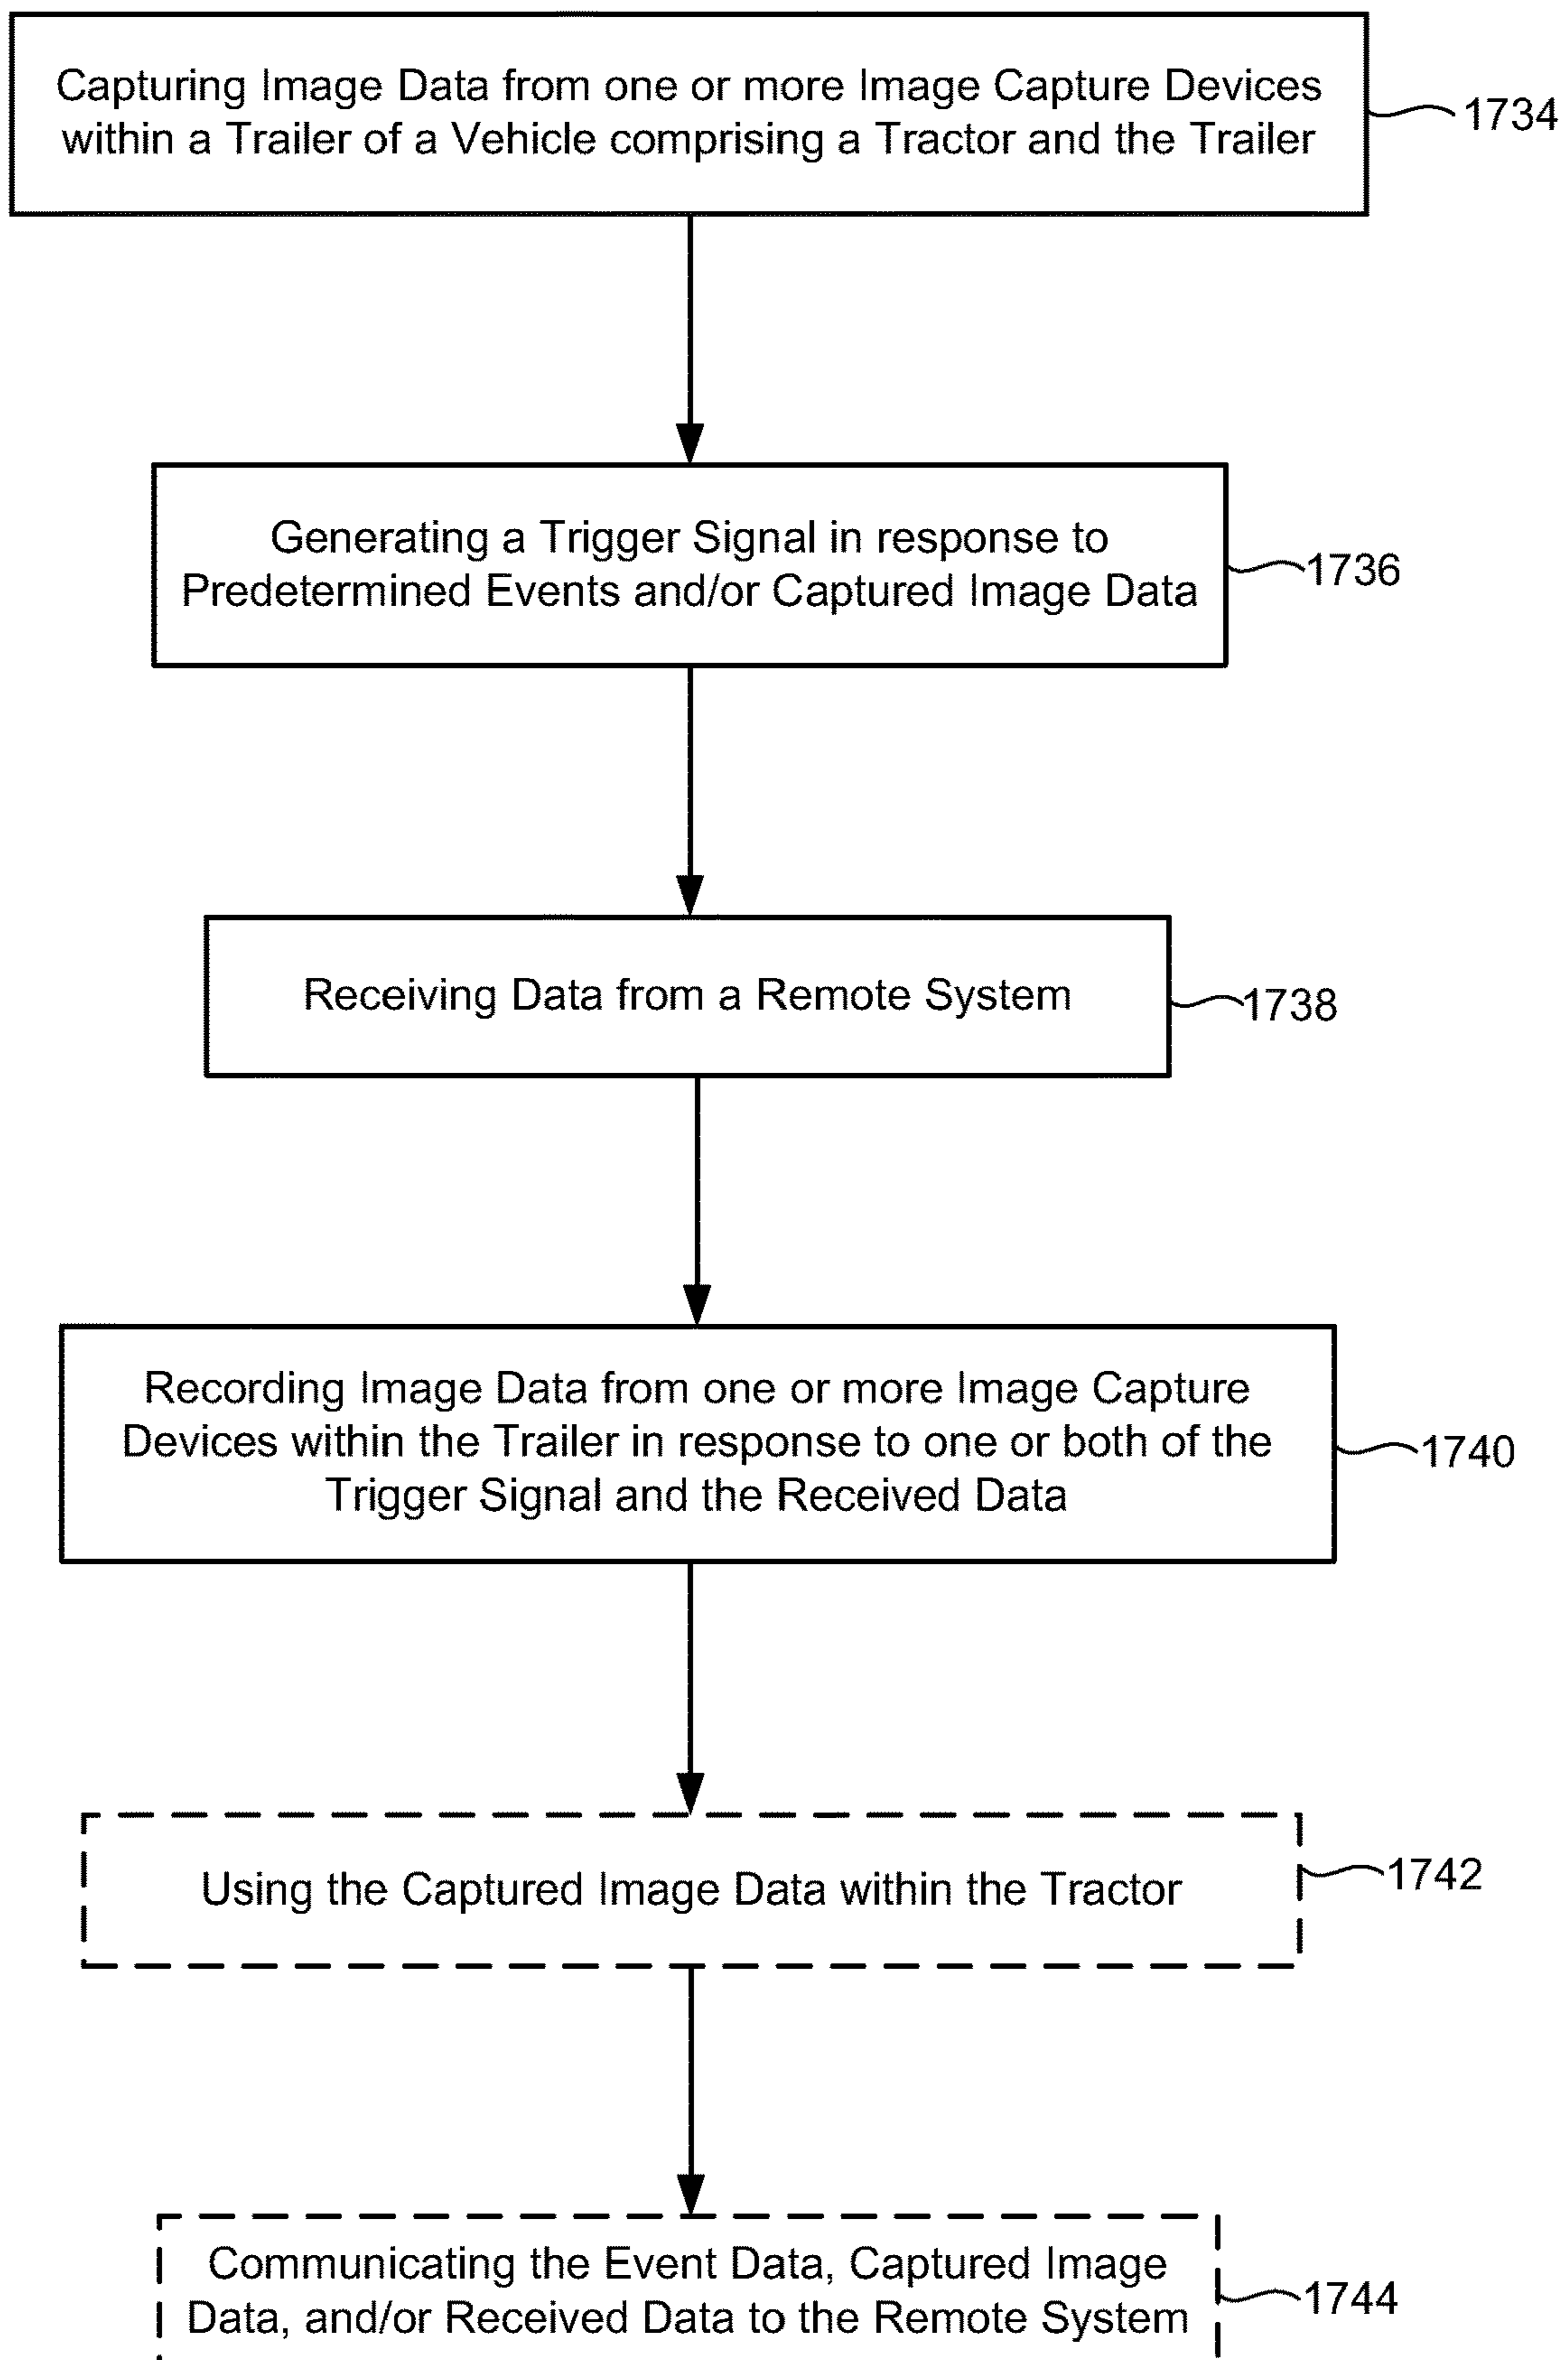 Capturing Image Data from one or more Image Capture Devices
within a Trailer of a Vehicle comprising a Tractor and the Trailer
1734
Generating a Trigger Signal in response to
Predetermined Events and/or Captured Image Data
1736
Receiving Data from a Remote System
1738
Recording Image Data from one or more Image Capture
Devices within the Trailer in response to one or both of the
Trigger Signal and the Received Data
1740
Using the Captured Image Data within the Tractor
1742
Communicating the Event Data, Captured Image
Data, and/or Received Data to the Remote System
1744